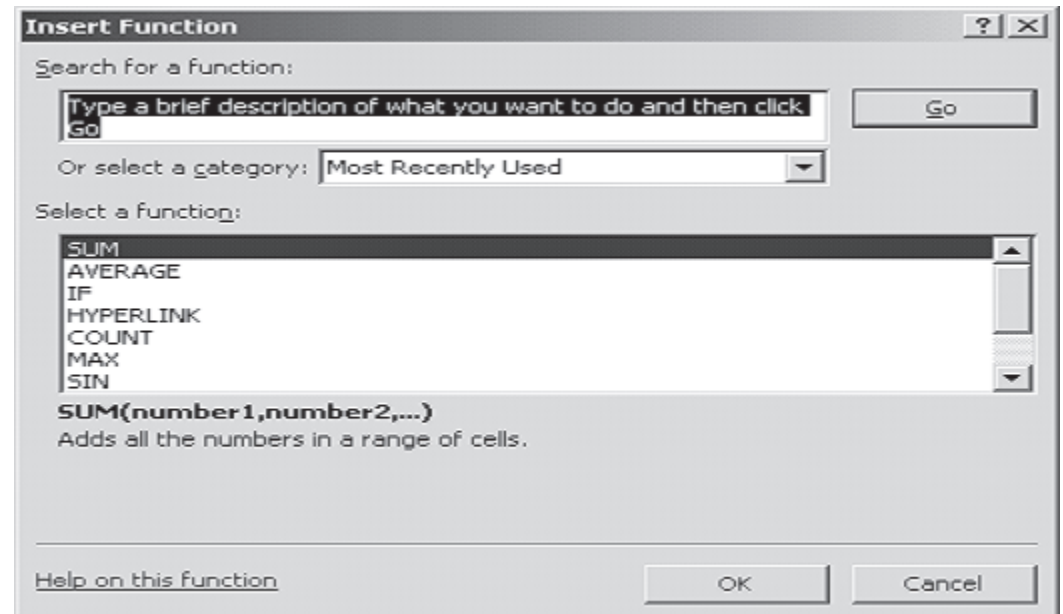 Insert Function
Search for a function:
Type a brief description of what you want to do and then click
Go
Go
Or select a category: Most Recently Used
Select a function:
SUM
AVERAGE
IF
HYPERLINK
COUNT
MAX
SIN
SUM(number1,number2,...)
Adds all the numbers in a range of cells.
Help on this function
OK
Cancel